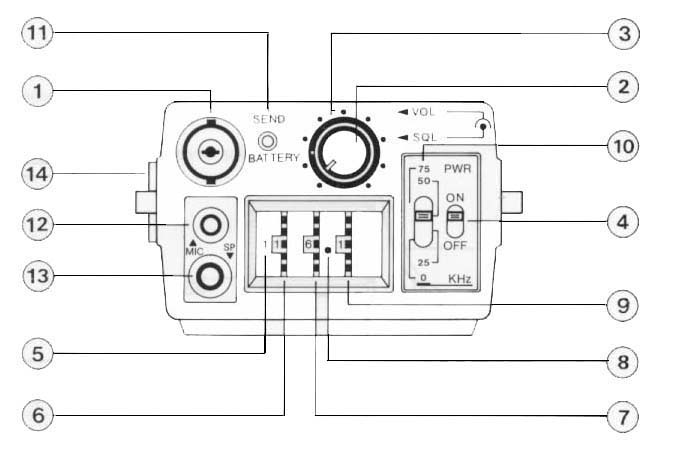 11
3
1
2
SEND
◄ VOL
◄ SQL
BATTERY
10
75 PWR
50
14
ON
12
4
MIC
SP
OFF
1 1 6 • 1
25
13
0 KHz
9
5
8
6
7